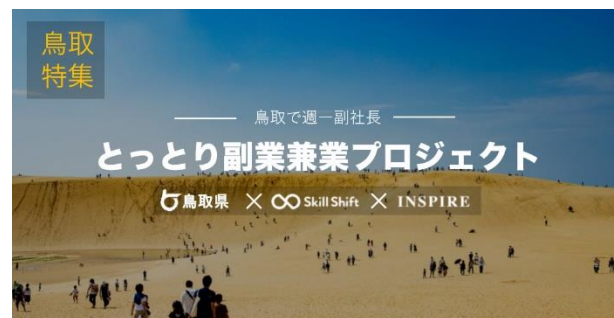 鳥取
特集
鳥取で週一副社長
とっとり副業兼業プロジェクト
鳥取県 × Skill Shift × INSPIRE